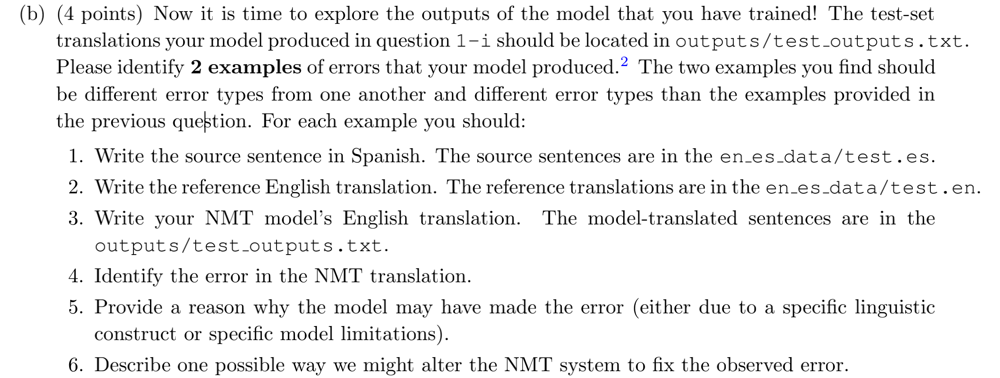 (b) (4 points) Now it is time to explore the outputs of the model that you have trained! The test-set
translations your model produced in question 1-i should be located in outputs/test_outputs.txt.
Please identify 2 examples of errors that your model produced.2 The two examples you find should
be different error types from one another and different error types than the examples provided in
the previous question. For each example you should:
1. Write the source sentence in Spanish. The source sentences are in the en_es_data/test.es.
2. Write the reference English translation. The reference translations are in the en_es_data/test.en.
3. Write your NMT model's English translation. The model-translated sentences are in the
outputs/test_outputs.txt.
4. Identify the error in the NMT translation.
5. Provide a reason why the model may have made the error (either due to a specific linguistic
construct or specific model limitations).
6. Describe one possible way we might alter the NMT system to fix the observed error.